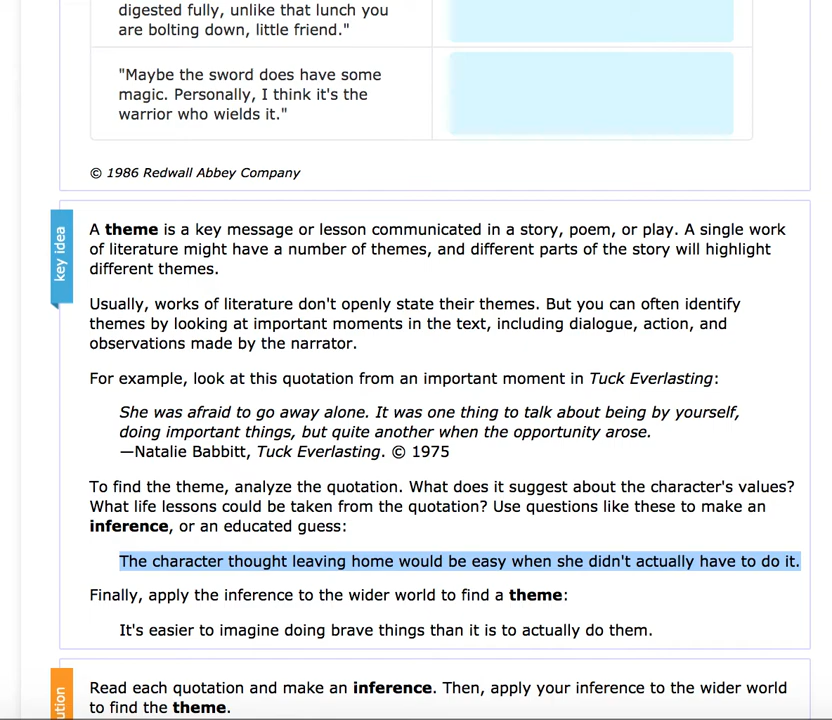 digested fully, unlike that lunch you
are bolting down, little friend."
"Maybe the sword does have some
magic. Personally, I think it's the
warrior who wields it."
© 1986 Redwall Abbey Company
key idea
A theme is a key message or lesson communicated in a story, poem, or play. A single work
of literature might have a number of themes, and different parts of the story will highlight
different themes.
Usually, works of literature don't openly state their themes. But you can often identify
themes by looking at important moments in the text, including dialogue, action, and
observations made by the narrator.
For example, look at this quotation from an important moment in Tuck Everlasting:
She was afraid to go away alone. It was one thing to talk about being by yourself,
doing important things, but quite another when the opportunity arose.
—Natalie Babbitt, Tuck Everlasting. © 1975
To find the theme, analyze the quotation. What does it suggest about the character's values?
What life lessons could be taken from the quotation? Use questions like these to make an
inference, or an educated guess:
The character thought leaving home would be easy when she didn't actually have to do it.
Finally, apply the inference to the wider world to find a theme:
It's easier to imagine doing brave things than it is to actually do them.
ution
Read each quotation and make an inference. Then, apply your inference to the wider world
to find the theme.